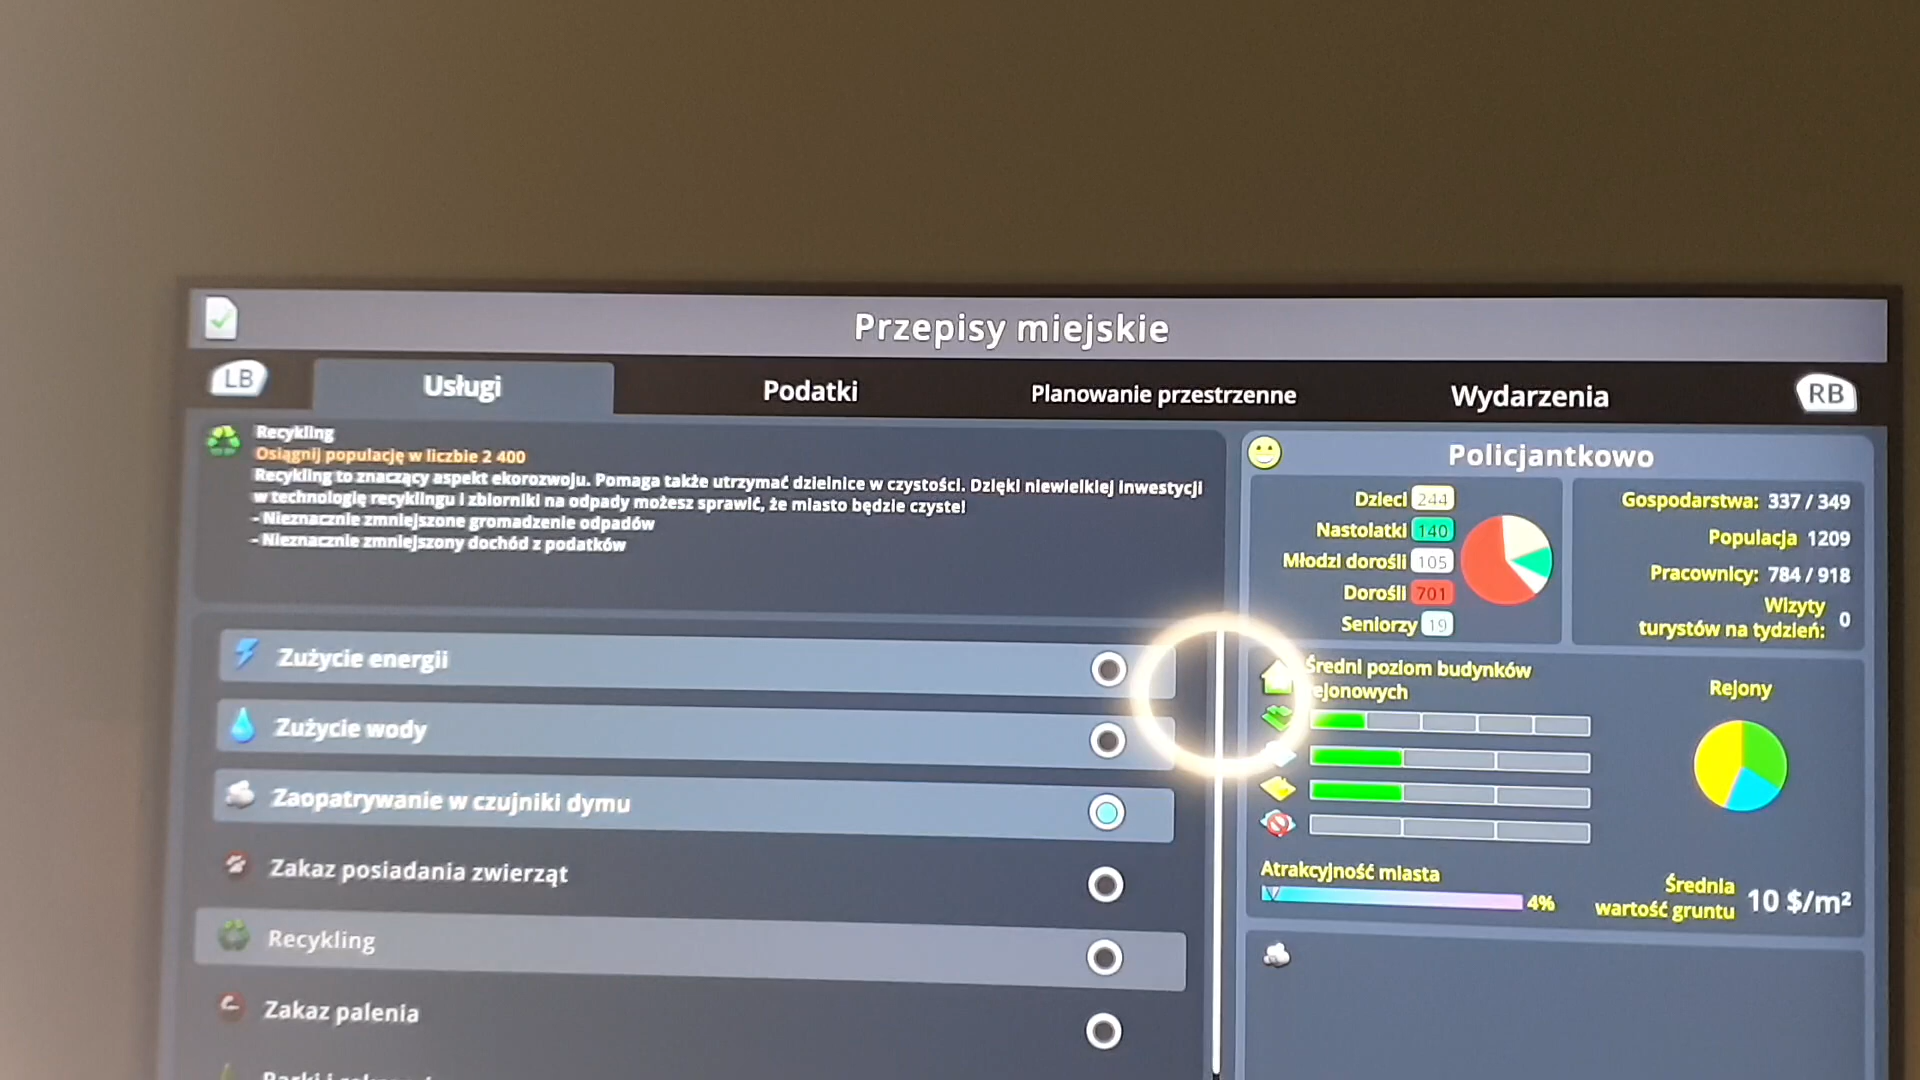 Przepisy miejskie
LB
Usługi
Podatki
Planowanie przestrzenne
Wydarzenia
RB
Recykling
Osiągnij populację w liczbie 2 400
Recykling to znaczący aspekt ekorozwoju. Pomaga także utrzymać dzielnice w czystości. Dzięki niewielkiej inwestycji
w technologię recyklingu i zbiorniki na odpady możesz sprawić, że miasto będzie czyste!
- Nieznacznie zmniejszone gromadzenie odpadów
- Nieznacznie zmniejszony dochód z podatków
Zużycie energii
Zużycie wody
Zaopatrywanie w czujniki dymu
Zakaz posiadania zwierząt
Recykling
Zakaz palenia
Policjantkowo
Dzieci 244
Nastolatki 140
Młodzi dorośli 105
Dorośli 701
Seniorzy 19
Gospodarstwa: 337 / 349
Populacja 1209
Pracownicy: 784 / 918
Wizyty
turystów na tydzień: 0
Średni poziom budynków
rejonowych
Rejony
Atrakcyjność miasta
4%
Średnia
wartość gruntu 10 $/m²